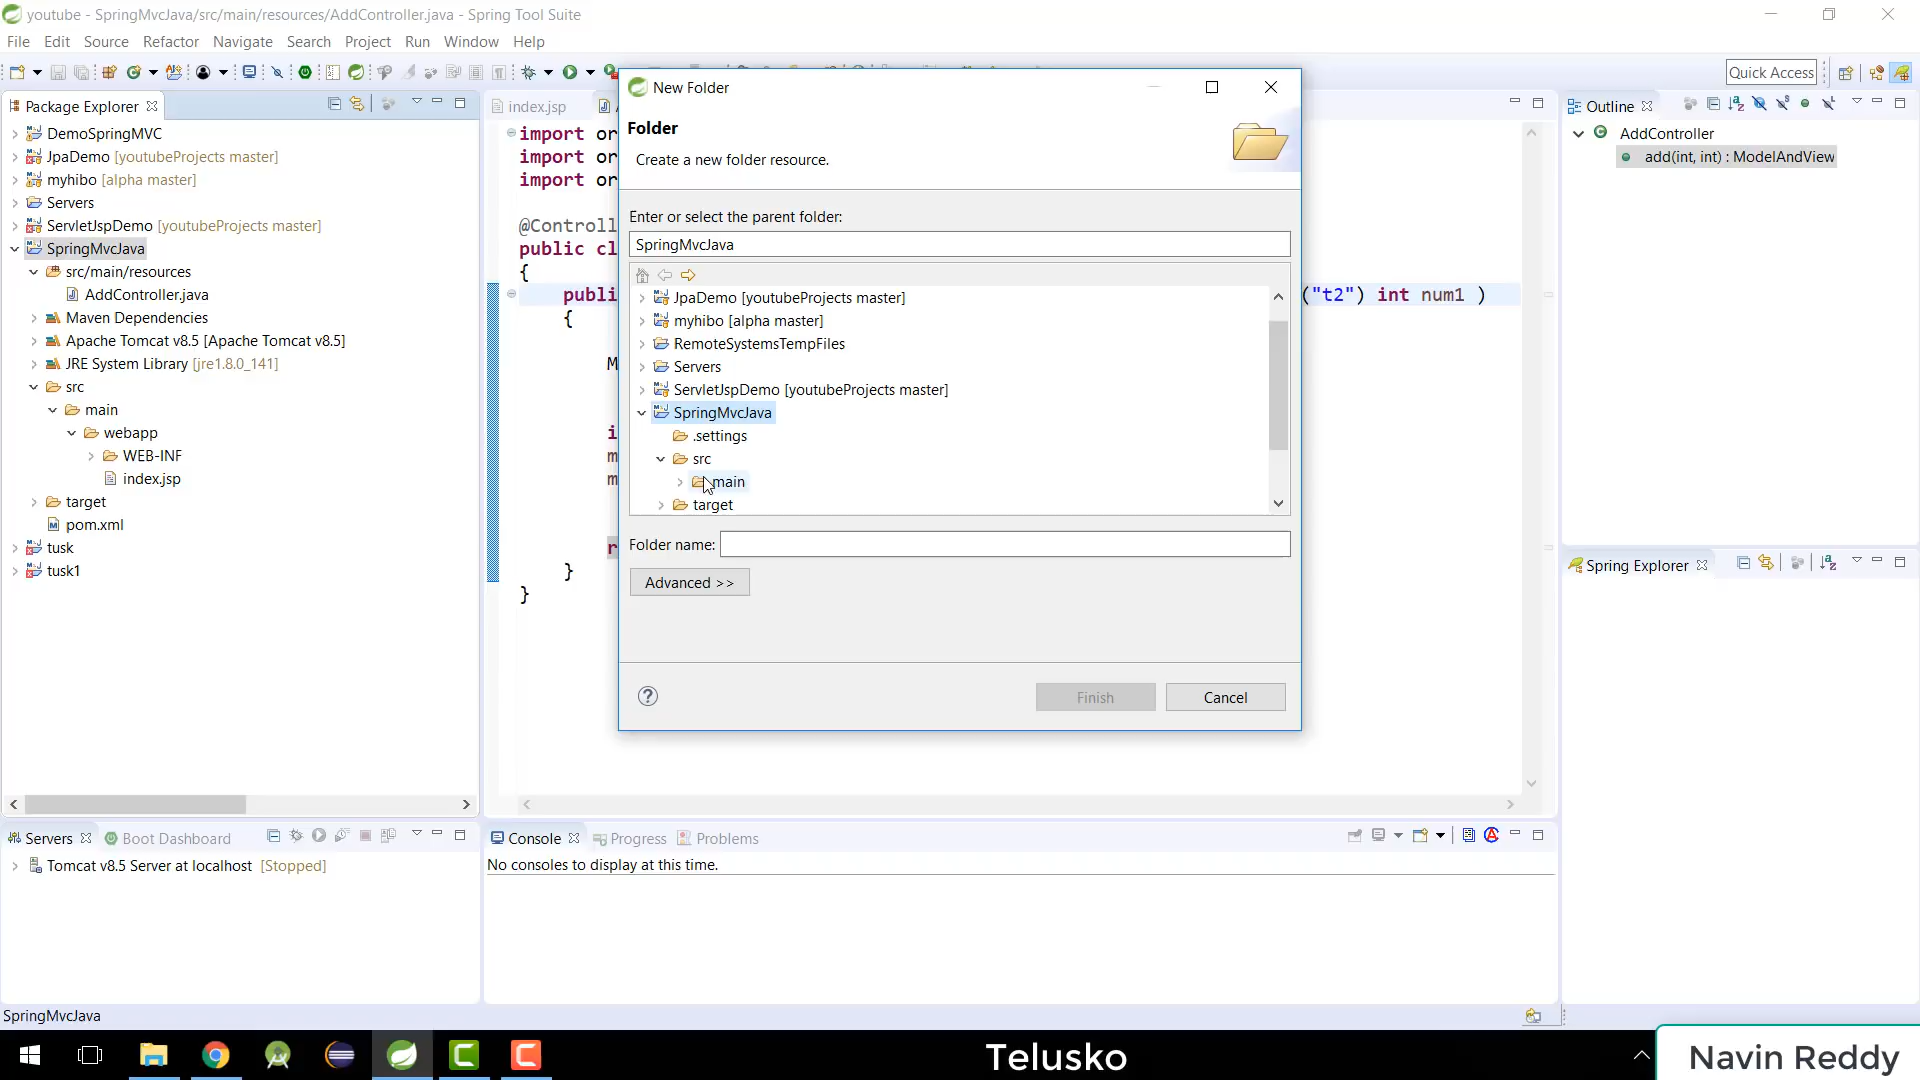 youtube - SpringMvcJava/src/main/resources/AddController.java - Spring Tool Suite
File Edit Source Refactor Navigate Search Project Run Window Help
Quick Access
Package Explorer
DemoSpringMVC
JpaDemo [youtubeProjects master]
myhibo [alpha master]
Servers
ServletJspDemo [youtubeProjects master]
SpringMvcJava
src/main/resources
AddController.java
Maven Dependencies
Apache Tomcat v8.5 [Apache Tomcat v8.5]
JRE System Library [jre1.8.0_141]
src
main
webapp
WEB-INF
index.jsp
target
pom.xml
tusk
tusk1
index.jsp
import or
import or
import or
@Controll
public cl
{
publi
("t2") int num1 )
{
M
i
m
m
r
}
}
New Folder
Folder
Create a new folder resource.
Enter or select the parent folder:
SpringMvcJava
JpaDemo [youtubeProjects master]
myhibo [alpha master]
RemoteSystemsTempFiles
Servers
ServletJspDemo [youtubeProjects master]
SpringMvcJava
.settings
src
main
target
Folder name:
Advanced >>
Finish Cancel
Outline
AddController
add(int, int) : ModelAndView
Spring Explorer
Servers Boot Dashboard
Tomcat v8.5 Server at localhost [Stopped]
Console Progress Problems
No consoles to display at this time.
SpringMvcJava
Telusko
Navin Reddy